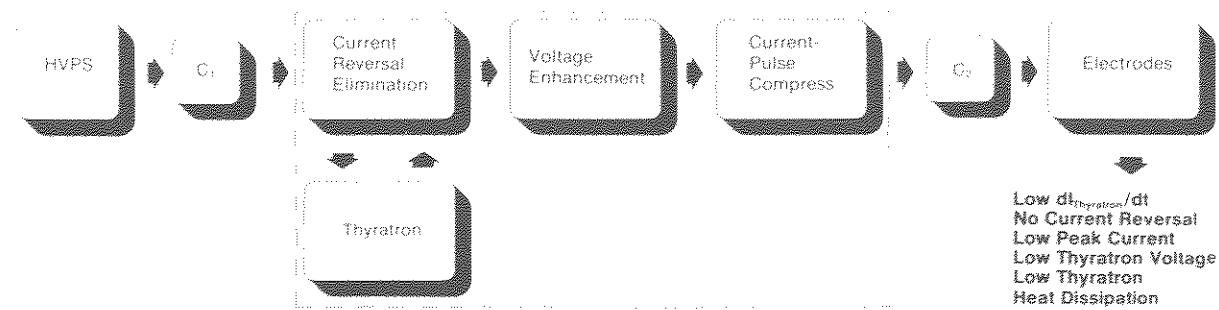 HVPS
C₁
Current
Reversal
Elimination
Voltage
Enhancement
Current-
Pulse
Compress
C₂
Electrodes
Thyratron
Low dI_Thyratron/dt
No Current Reversal
Low Peak Current
Low Thyratron Voltage
Low Thyratron
Heat Dissipation